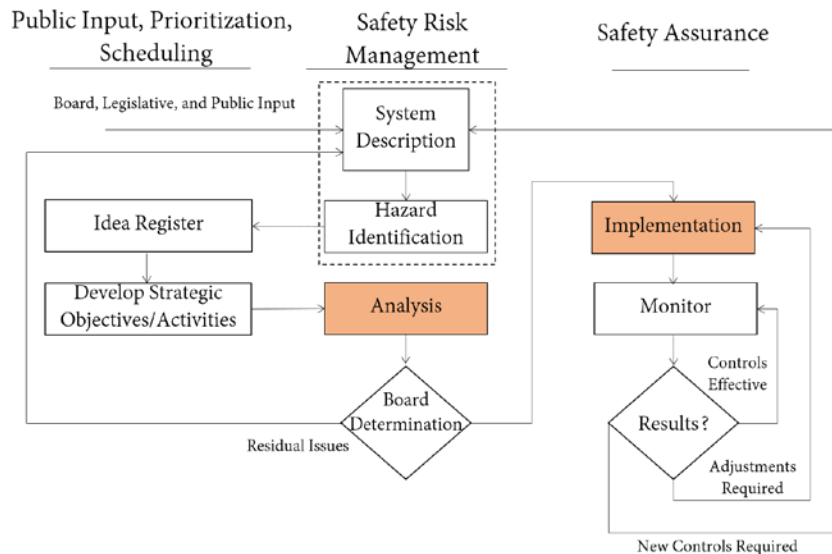 Public Input, Prioritization,
Scheduling
Safety Risk
Management
Safety Assurance
Board, Legislative, and Public Input
System
Description
Idea Register
Hazard
Identification
Implementation
Develop Strategic
Objectives/Activities
Analysis
Monitor
Controls
Effective
Board
Determination
Results?
Residual Issues
Adjustments
Required
New Controls Required